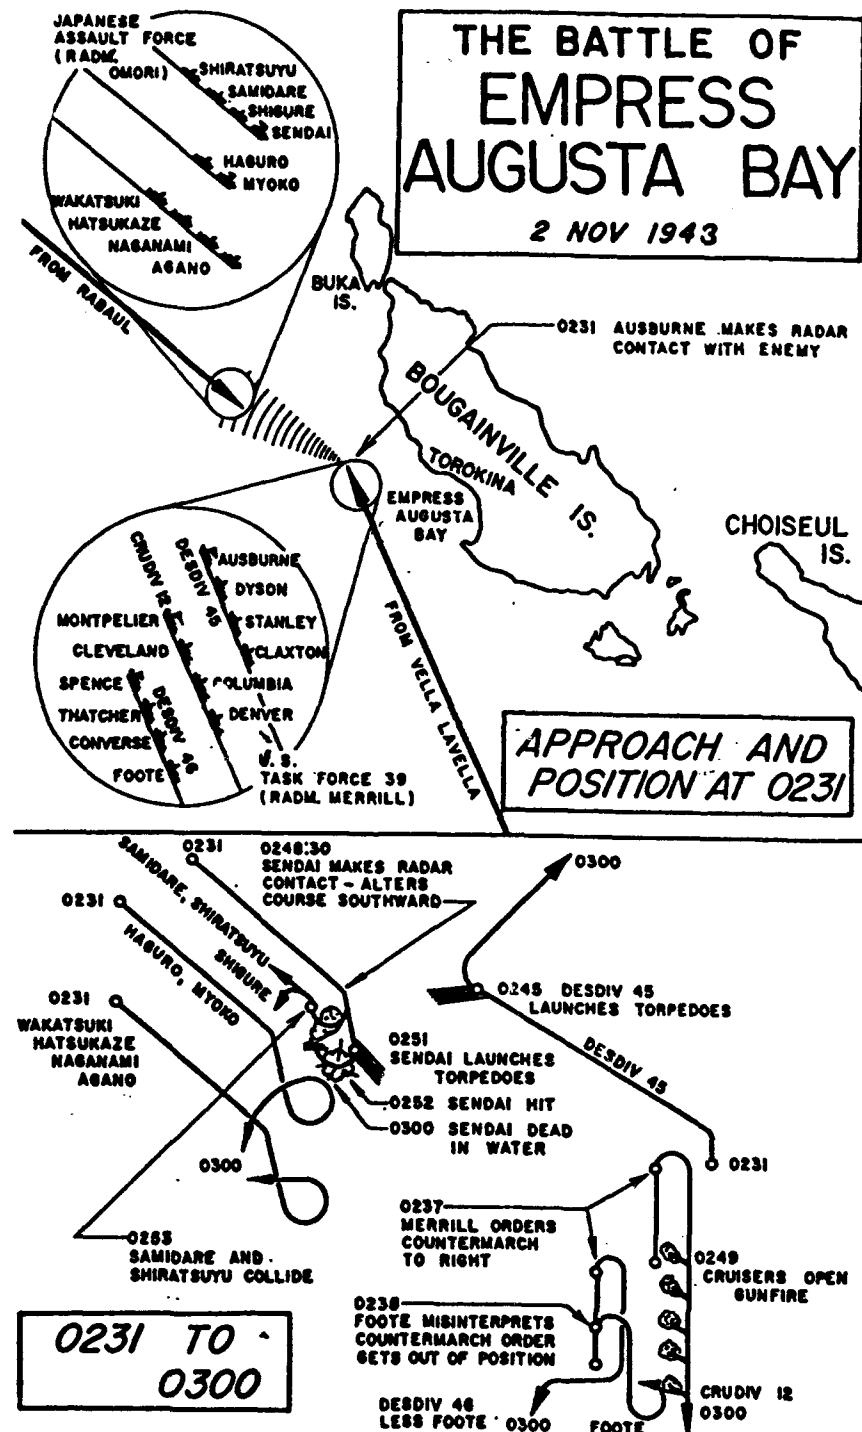 JAPANESE
ASSAULT FORCE
(RADM.
OMORI)
SHIRATSUYU
SAMIDARE
SHIGURE
SENDAI
HAGURO
MYOKO
WAKATSUKI
HATSUKAZE
NAGANAMI
AGANO
THE BATTLE OF
EMPRESS
AUGUSTA BAY
2 NOV 1943
FROM RABAUL
BUKA
IS.
0231 AUSBURNE MAKES RADAR
CONTACT WITH ENEMY
BOUGAINVILLE IS.
TOROKINA
EMPRESS
AUGUSTA
BAY
CHOISEUL
IS.
FROM VELLA LAVELLA
CRUDIV 12
DESDIV 45
AUSBURNE
DYSON
STANLEY
CLAXTON
MONTPELIER
CLEVELAND
COLUMBIA
DENVER
SPENCE
THATCHER
CONVERSE
FOOTE
DESDIV 46
U.S.
TASK FORCE 39
(RADM. MERRILL)
APPROACH AND
POSITION AT 0231
0231
SAMIDARE, SHIRATSUYU
SHIGURE
0231
HAGURO, MYOKO
0231
WAKATSUKI
HATSUKAZE
NAGANAMI
AGANO
0248:30
SENDAI MAKES RADAR
CONTACT - ALTERS
COURSE SOUTHWARD
0300
0245 DESDIV 45
LAUNCHES TORPEDOES
DESDIV 45
0231
0251
SENDAI LAUNCHES
TORPEDOES
0252 SENDAI HIT
0300 SENDAI DEAD
IN WATER
0300
0253
SAMIDARE AND
SHIRATSUYU COLLIDE
0237
MERRILL ORDERS
COUNTERMARCH
TO RIGHT
0249
CRUISERS OPEN
GUNFIRE
0238
FOOTE MISINTERPRETS
COUNTERMARCH ORDER
GETS OUT OF POSITION
DESDIV 46
LESS FOOTE 0300
FOOTE
CRUDIV 12
0300
0231 TO
0300